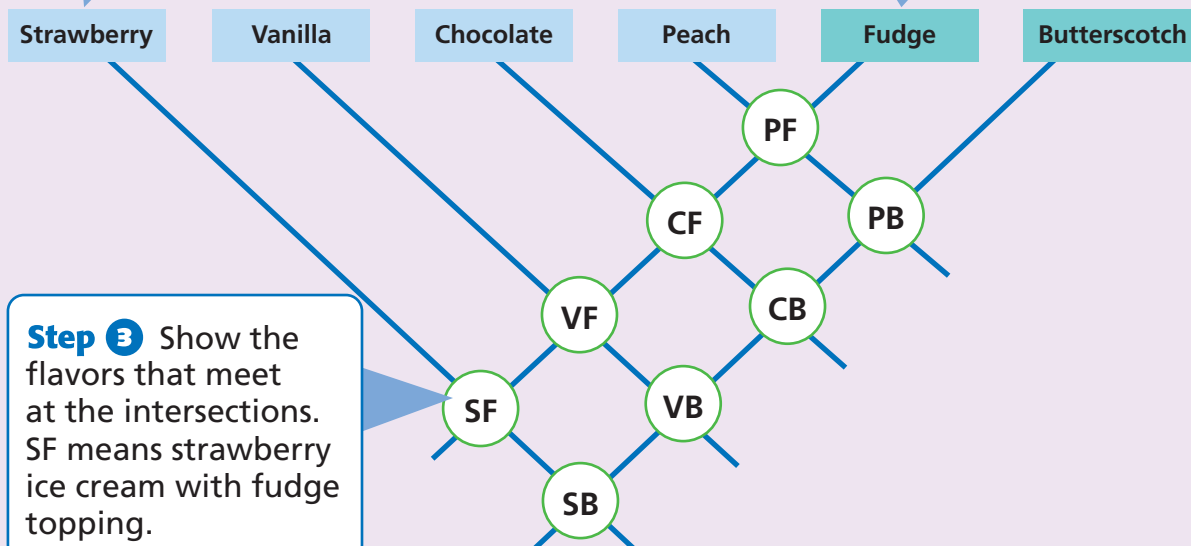 Strawberry Vanilla Chocolate Peach Fudge Butterscotch
PF
CF PB
VF CB
SF VB
SB
Step 3 Show the
flavors that meet
at the intersections.
SF means strawberry
ice cream with fudge
topping.